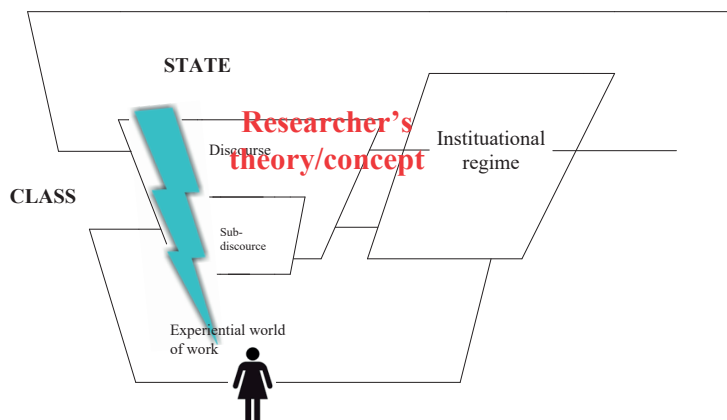 STATE
Researcher's
Discourse
theory/concept
Instituational
regime
CLASS
Sub-
discource
Experiential world
of work